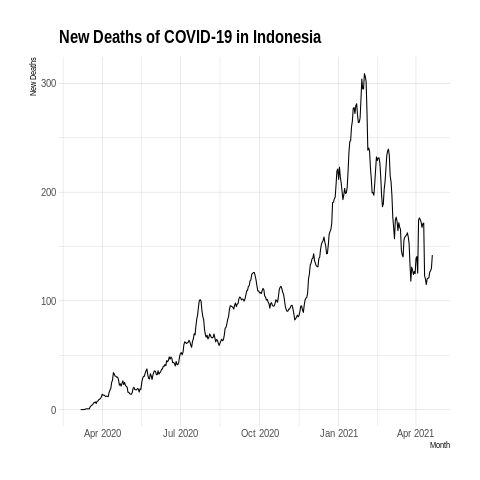 New Deaths of COVID-19 in Indonesia
New Deaths
300
200
100
0
Apr 2020 Jul 2020 Oct 2020 Jan 2021 Apr 2021
Month